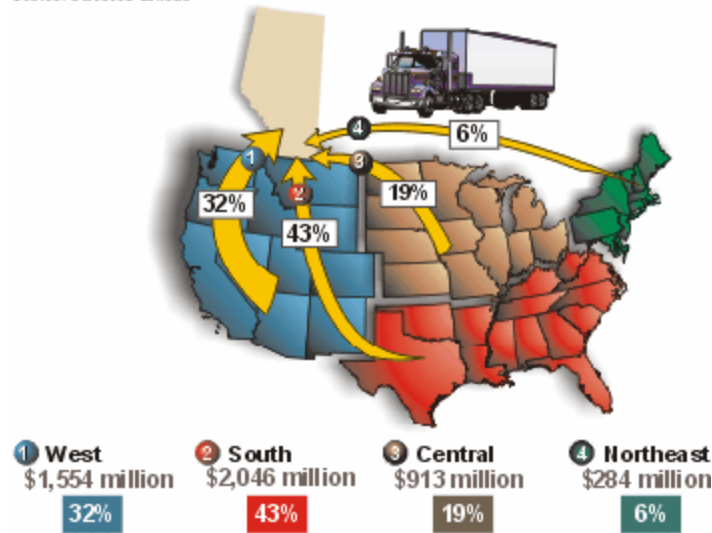 4
6%
1
3
32%
2
19%
43%
1 West
$1,554 million
32%
2 South
$2,046 million
43%
3 Central
$913 million
19%
4 Northeast
$284 million
6%